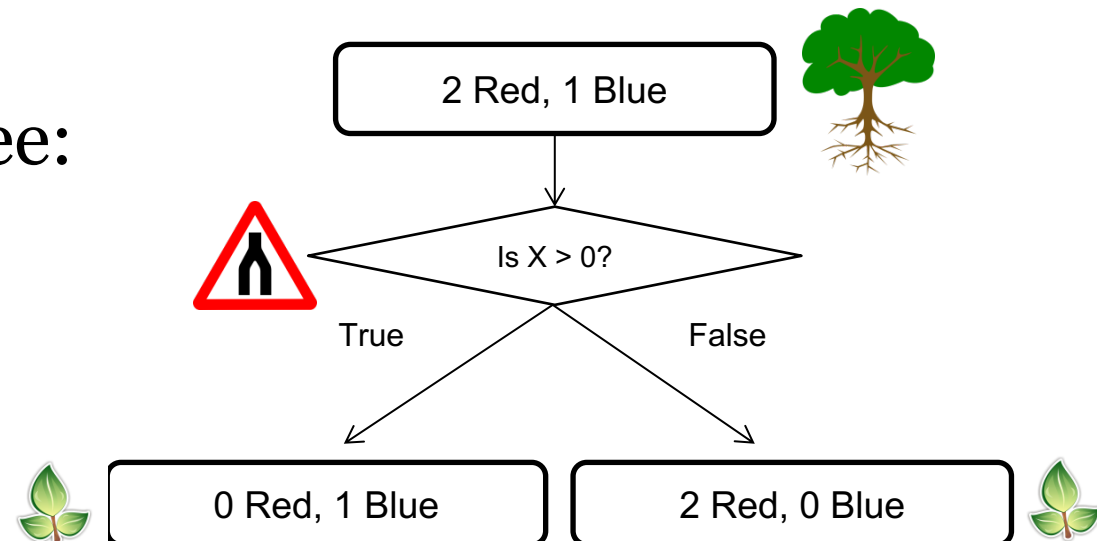 2 Red, 1 Blue
ee:
Is X > 0?
True
False
0 Red, 1 Blue
2 Red, 0 Blue